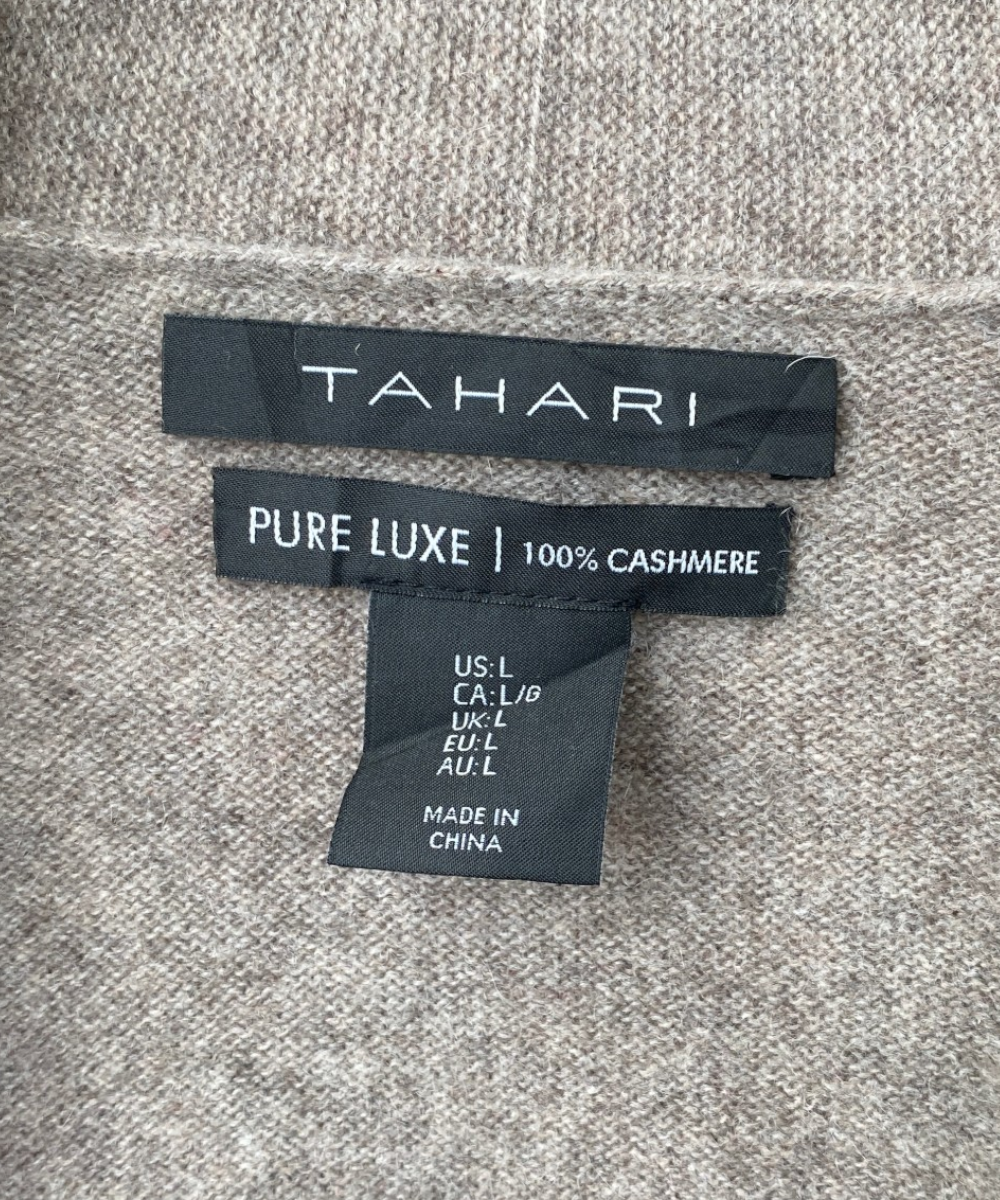 TAHARI
PURE LUXE | 100% CASHMERE
US: L
CA: L/G
UK: L
EU: L
AU: L
MADE IN
CHINA